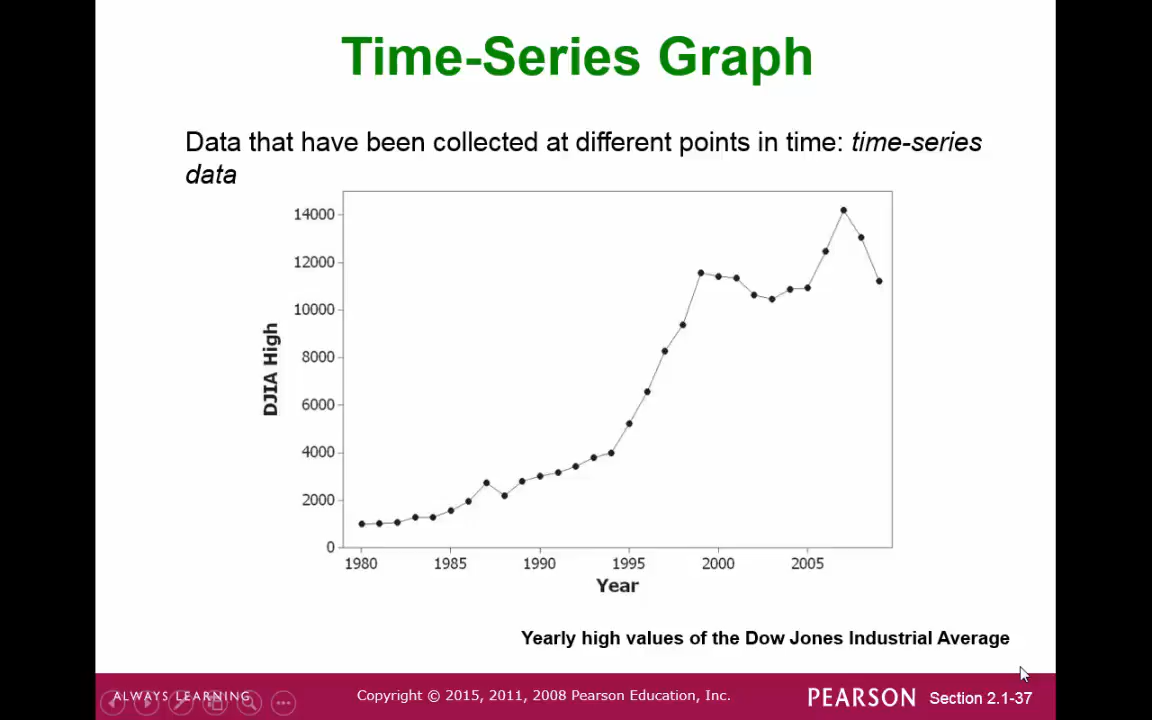 Time-Series Graph
Data that have been collected at different points in time: time-series
data
14000
12000
10000
8000
6000
4000
2000
0
DJIA High
1980 1985 1990 1995 2000 2005
Year
Yearly high values of the Dow Jones Industrial Average
ALWAYS LEARNING
Copyright © 2015, 2011, 2008 Pearson Education, Inc.
PEARSON
Section 2.1-37